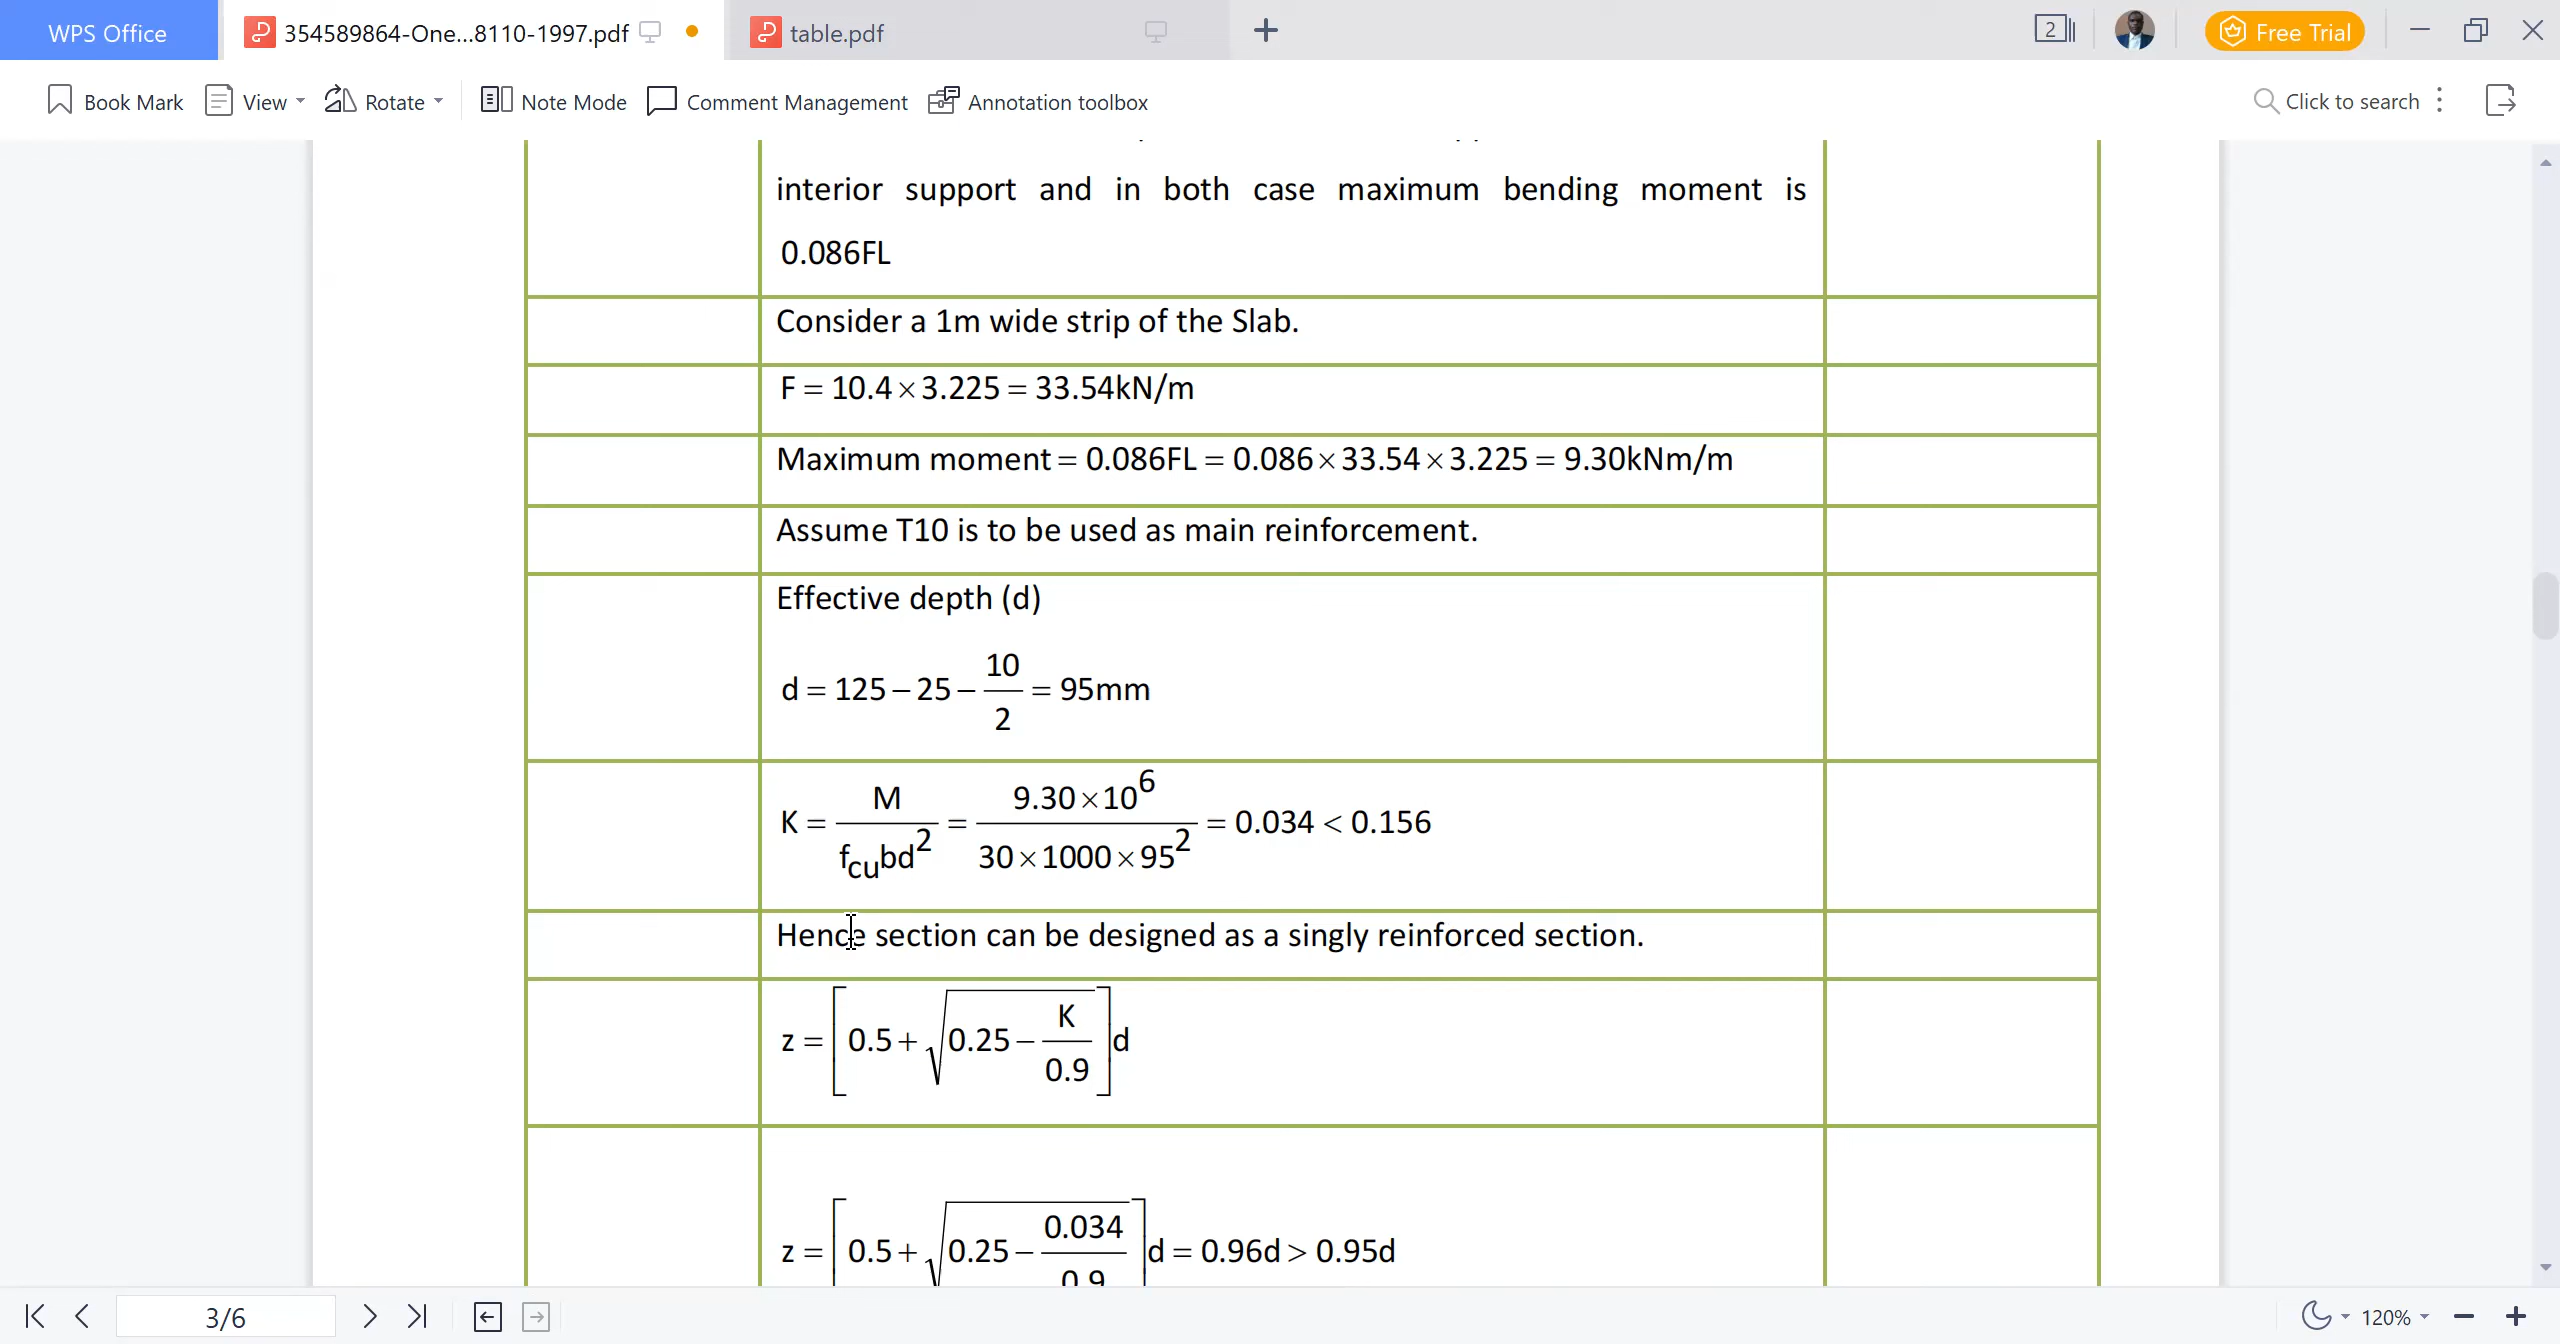 WPS Office
354589864-One...8110-1997.pdf
table.pdf
2
Free Trial
Book Mark
View
Rotate
Note Mode
Comment Management
Annotation toolbox
Click to search
interior support and in both case maximum bending moment is
0.086FL
Consider a 1m wide strip of the Slab.
F = 10.4 × 3.225 = 33.54kN/m
Maximum moment = 0.086FL = 0.086 × 33.54 × 3.225 = 9.30kNm/m
Assume T10 is to be used as main reinforcement.
Effective depth (d)
d = 125 – 25 – 10/2 = 95mm
K = M/(f_cu bd^2) = (9.30 × 10^6)/(30 × 1000 × 95^2) = 0.034 < 0.156
Hence section can be designed as a singly reinforced section.
z = [0.5 + √(0.25 – K/0.9)]d
z = [0.5 + √(0.25 – 0.034/0.9)]d = 0.96d > 0.95d
3/6
120%